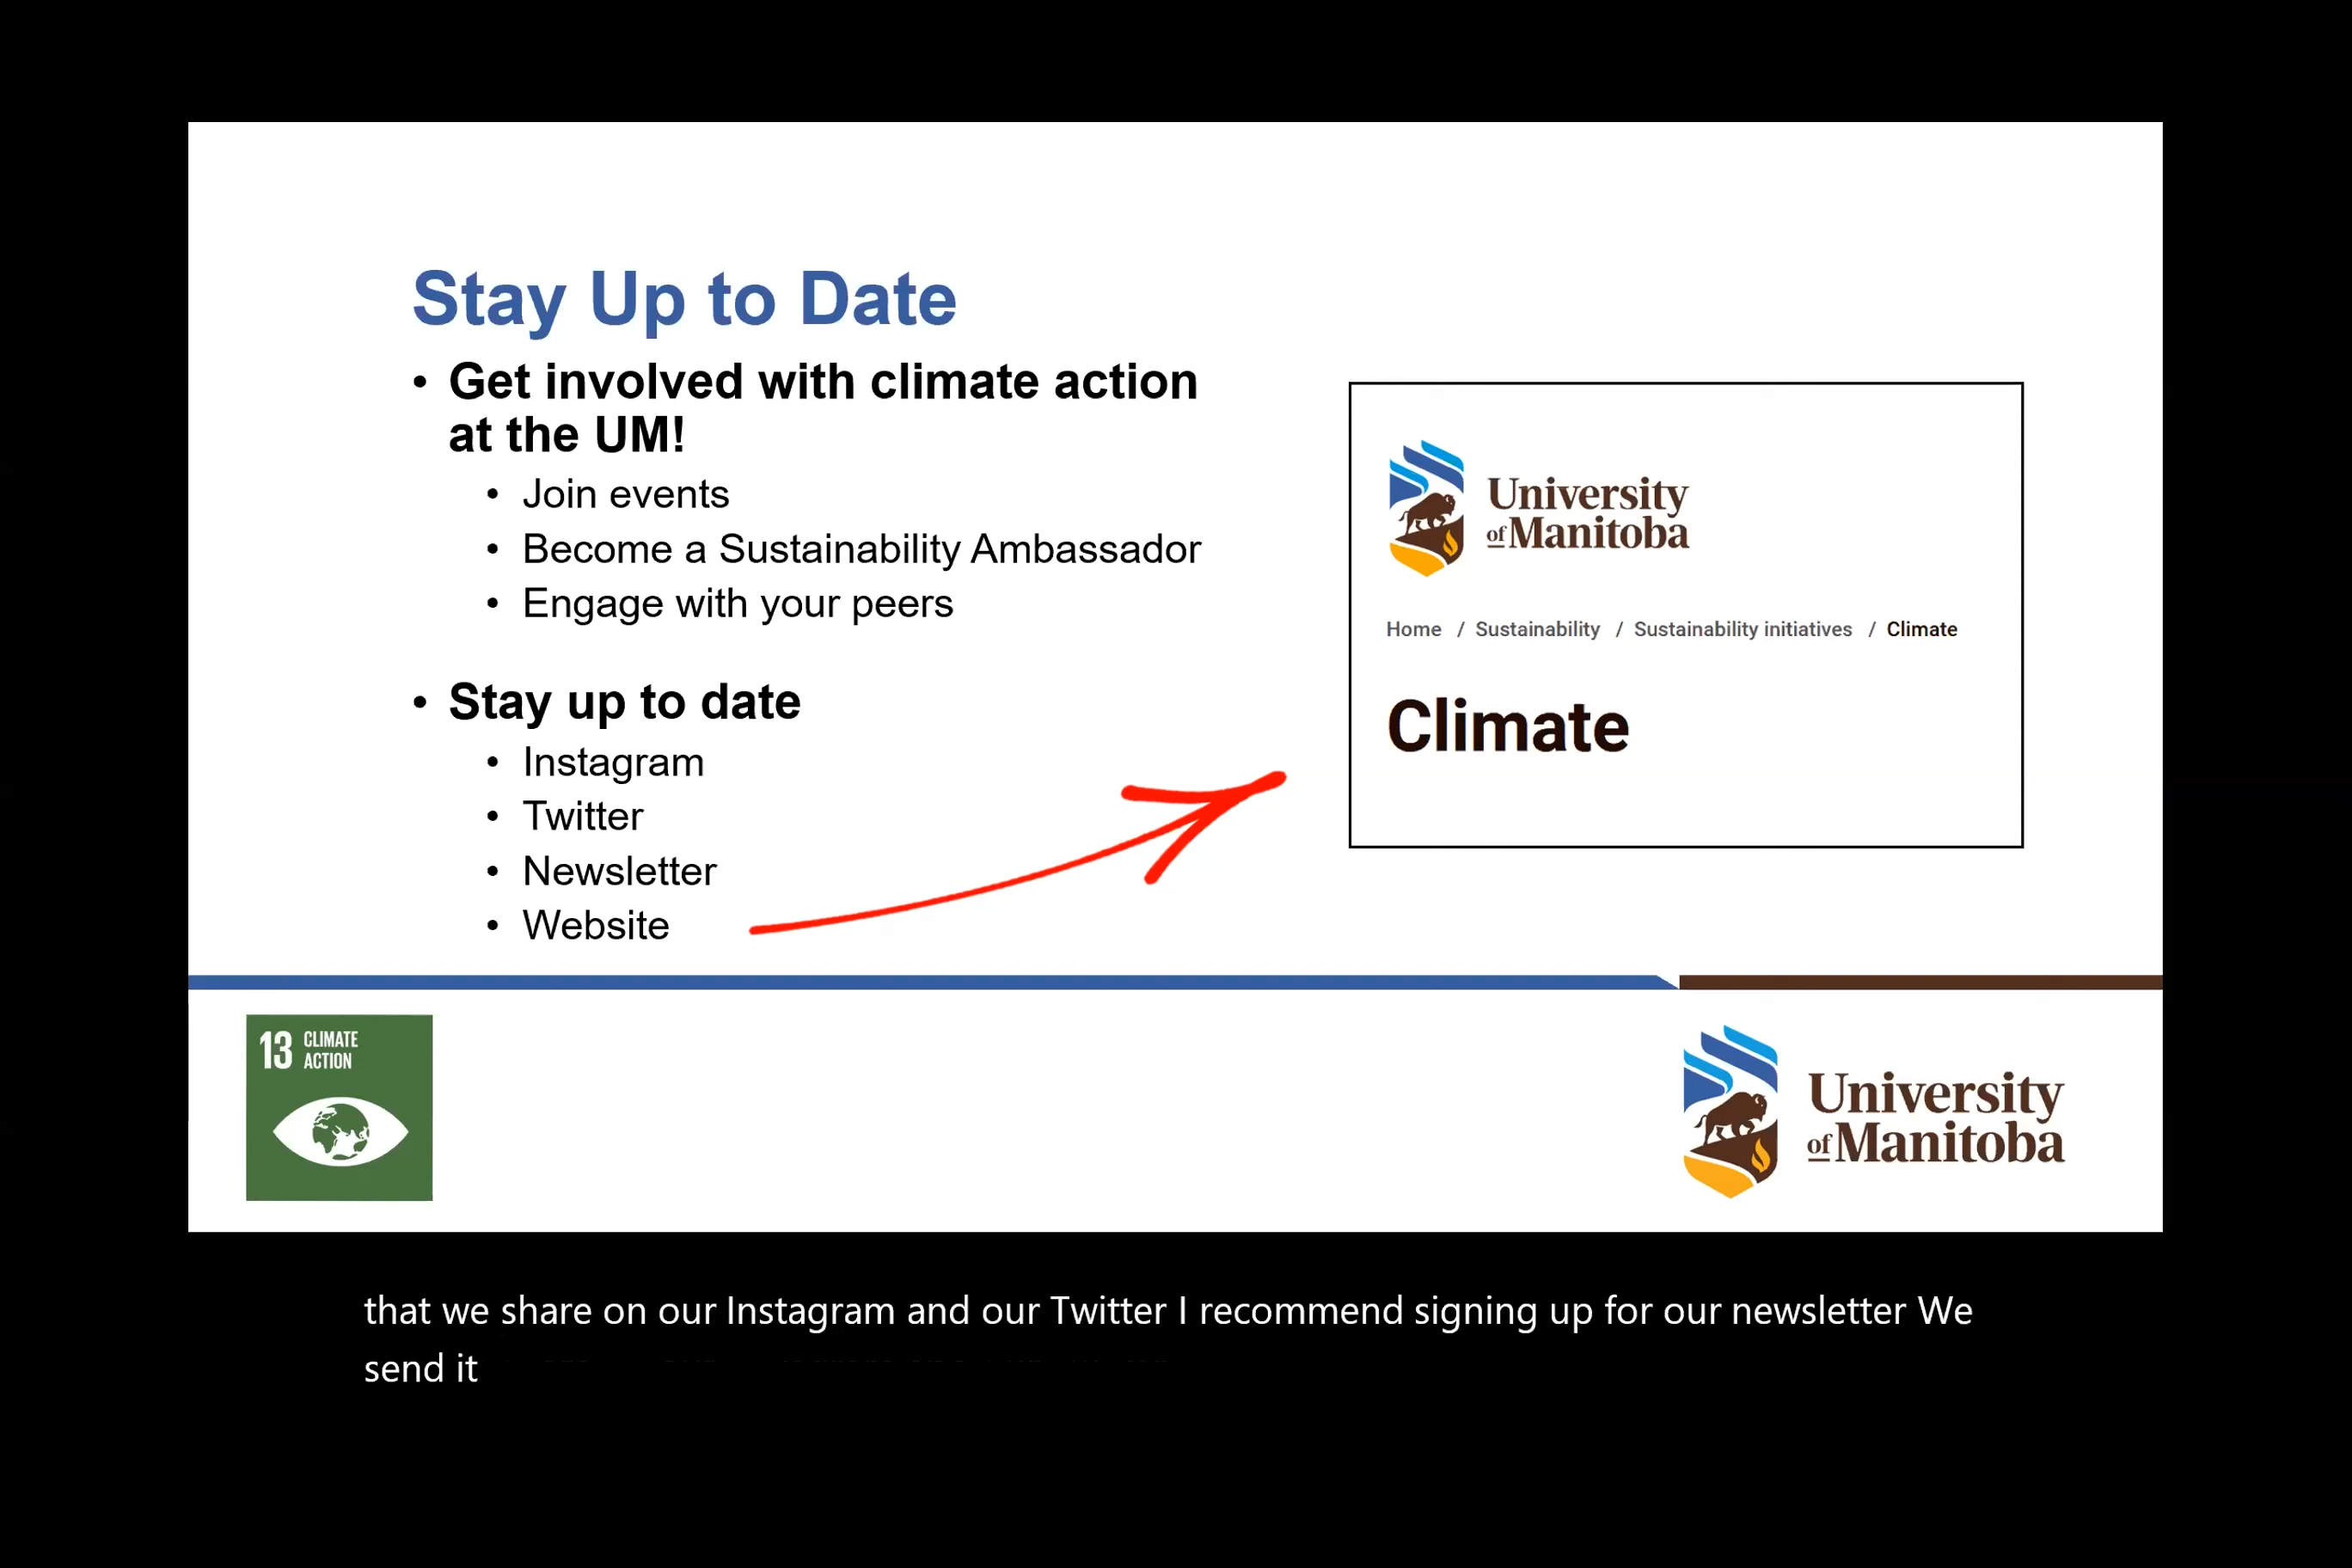 Stay Up to Date
• Get involved with climate action
at the UM!
• Join events
• Become a Sustainability Ambassador
• Engage with your peers
• Stay up to date
• Instagram
• Twitter
• Newsletter
• Website
University
of Manitoba
Home / Sustainability / Sustainability initiatives / Climate
Climate
13 CLIMATE
ACTION
University
of Manitoba
that we share on our Instagram and our Twitter I recommend signing up for our newsletter We
send it